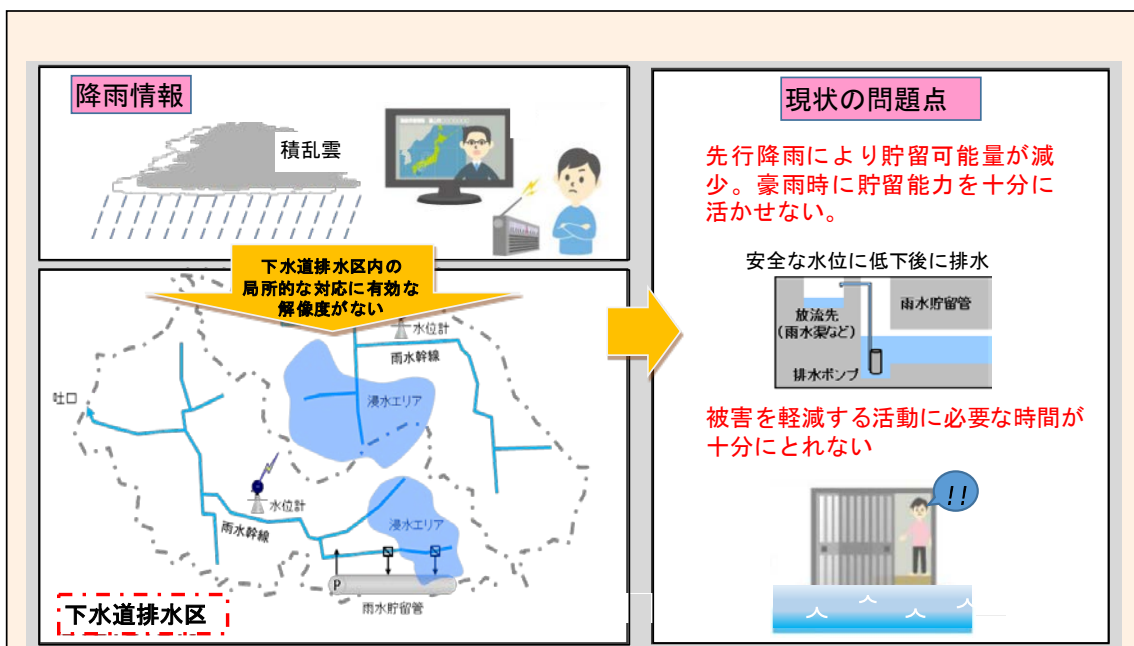 降雨情報
積乱雲
下水道排水区内の
局所的な対応に有効な
解像度がない
水位計
雨水幹線
吐口
浸水エリア
水位計
雨水幹線
浸水エリア
P
雨水貯留管
下水道排水区
現状の問題点
先行降雨により貯留可能量が減
少。豪雨時に貯留能力を十分に
活かせない。
安全な水位に低下後に排水
放流先
(雨水渠など)
雨水貯留管
排水ポンプ
被害を軽減する活動に必要な時間が
十分にとれない
!!